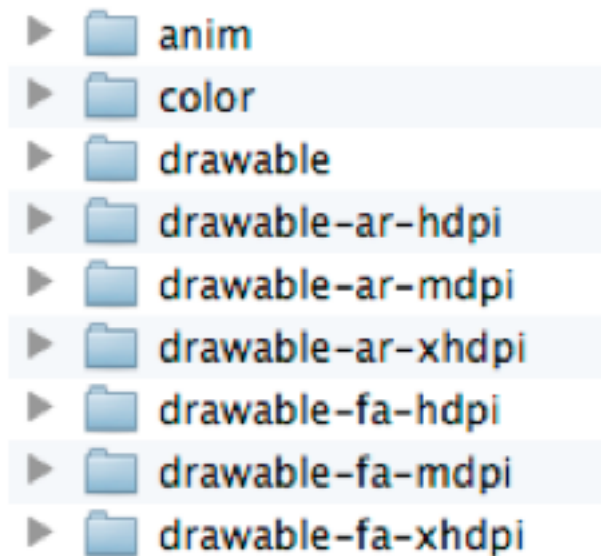 anim
color
drawable
drawable-ar-hdpi
drawable-ar-mdpi
drawable-ar-xhdpi
drawable-fa-hdpi
drawable-fa-mdpi
drawable-fa-xhdpi